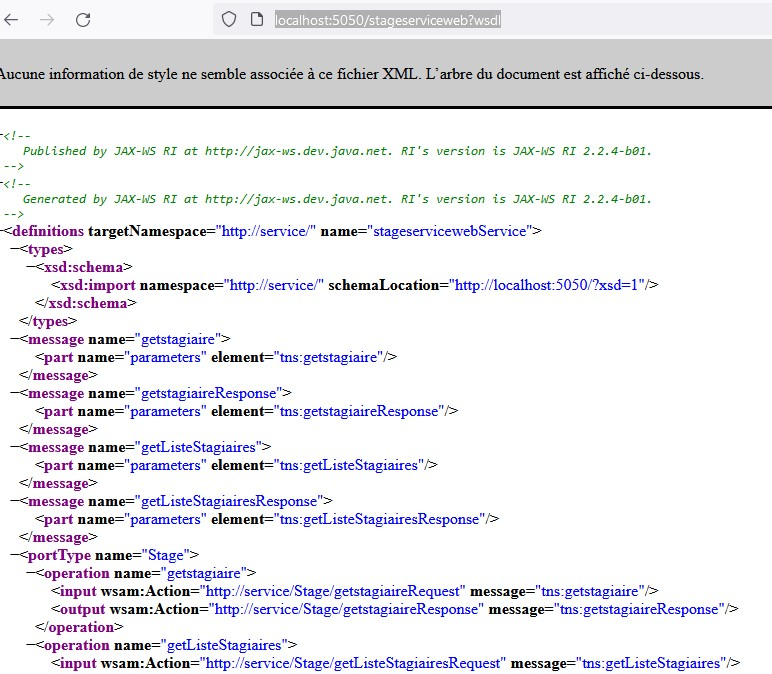 localhost:5050/stageserviceweb?wsdl
Aucune information de style ne semble associée à ce fichier XML. L'arbre du document est affiché ci-dessous.
−<!--
Published by JAX-WS RI at http://jax-ws.dev.java.net. RI's version is JAX-WS RI 2.2.4-b01.
-->
−<!--
Generated by JAX-WS RI at http://jax-ws.dev.java.net. RI's version is JAX-WS RI 2.2.4-b01.
-->
−<definitions targetNamespace="http://service/" name="stageservicewebService">
−<types>
−<xsd:schema>
<xsd:import namespace="http://service/" schemaLocation="http://localhost:5050/?xsd=1"/>
</xsd:schema>
</types>
−<message name="getstagiaire">
<part name="parameters" element="tns:getstagiaire"/>
</message>
−<message name="getstagiaireResponse">
<part name="parameters" element="tns:getstagiaireResponse"/>
</message>
−<message name="getListeStagiaires">
<part name="parameters" element="tns:getListeStagiaires"/>
</message>
−<message name="getListeStagiairesResponse">
<part name="parameters" element="tns:getListeStagiairesResponse"/>
</message>
−<portType name="Stage">
−<operation name="getstagiaire">
<input wsam:Action="http://service/Stage/getstagiaireRequest" message="tns:getstagiaire"/>
<output wsam:Action="http://service/Stage/getstagiaireResponse" message="tns:getstagiaireResponse"/>
</operation>
−<operation name="getListeStagiaires">
<input wsam:Action="http://service/Stage/getListeStagiairesRequest" message="tns:getListeStagiaires"/>